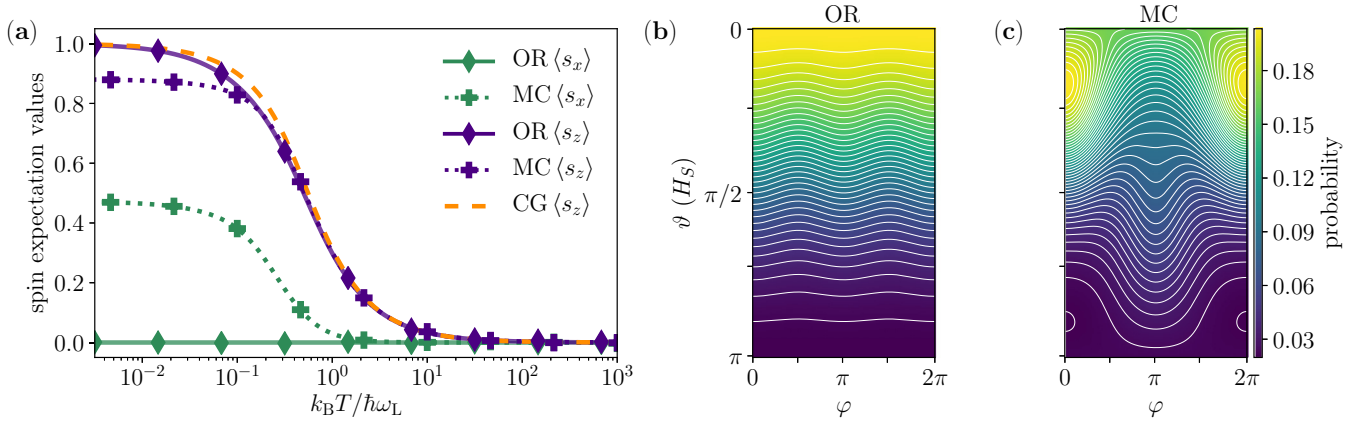 (a)
spin expectation values
1.0
0.8
0.6
0.4
0.2
0.0
OR ⟨s_x⟩
MC ⟨s_x⟩
OR ⟨s_z⟩
MC ⟨s_z⟩
CG ⟨s_z⟩
10^{-2}
10^{-1}
10^{0}
10^{1}
10^{2}
10^{3}
k_B T/ℏω_L
(b)
OR
0
π/2
π
ϑ (H_S)
0
π
2π
φ
(c)
MC
0
π
2π
φ
0.18
0.15
0.12
0.09
0.06
0.03
probability